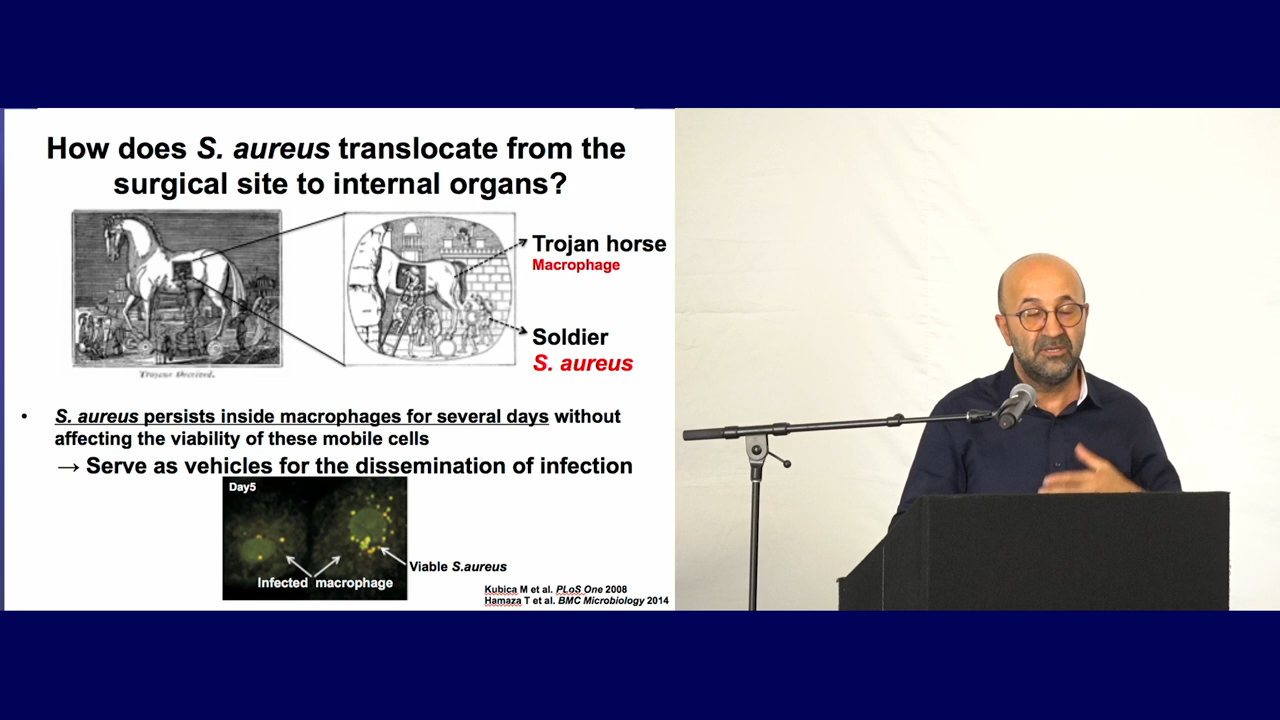 How does S. aureus translocate from the
surgical site to internal organs?
Trojan horse
Macrophage
Soldier
S. aureus
Trojans Deceived.
• S. aureus persists inside macrophages for several days without
affecting the viability of these mobile cells
→ Serve as vehicles for the dissemination of infection
Day5
Viable S.aureus
Infected macrophage
Kubica M et al. PLoS One 2008
Hamaza T et al. BMC Microbiology 2014